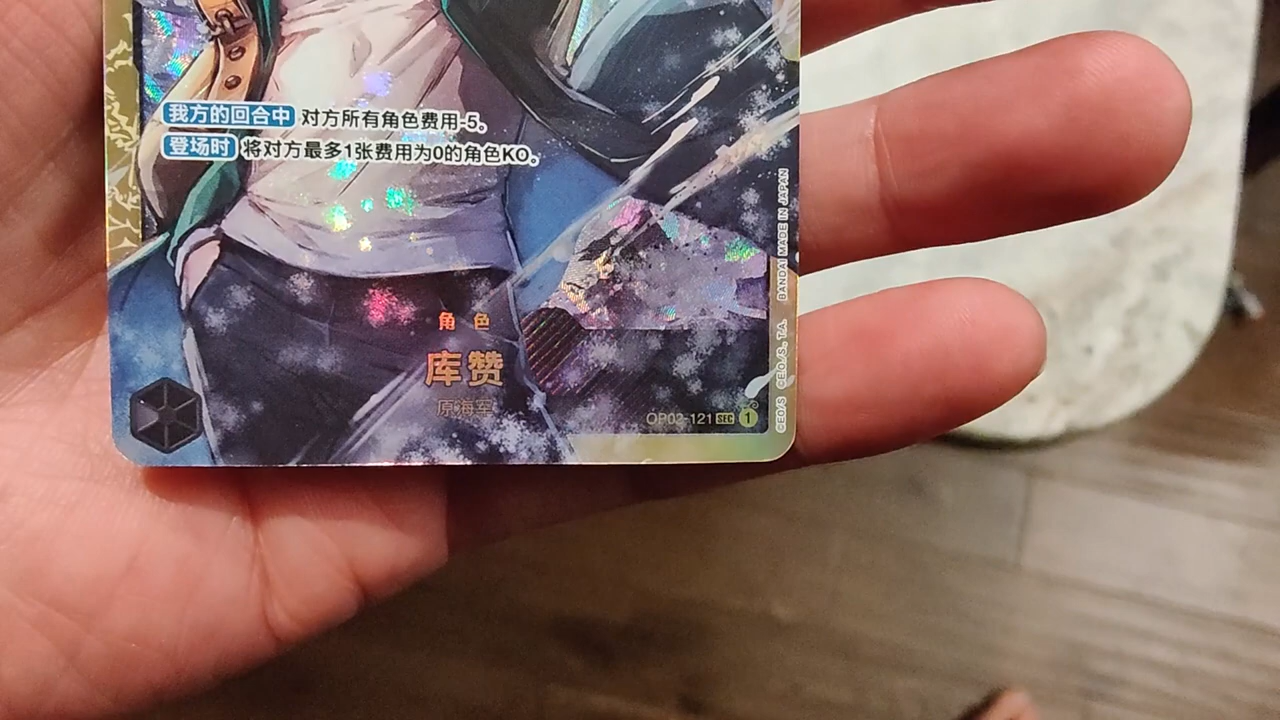 我方的回合中 对方所有角色费用-5。
登场时 将对方最多1张费用为0的角色KO。
角色
库赞
原海军
OP02-121 SEC 1
©EO/S ©E.O./S., T.A. BANDAI MADE IN JAPAN